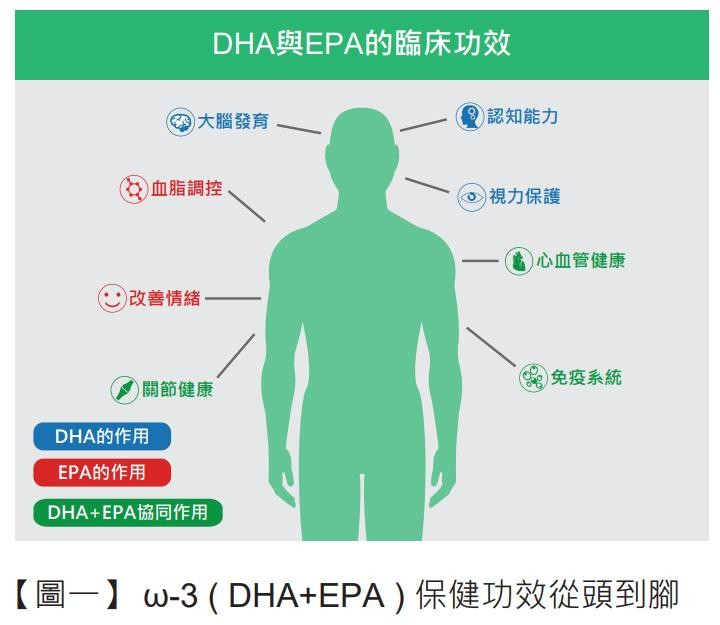 DHA與EPA的臨床功效
大腦發育
認知能力
血脂調控
視力保護
心血管健康
改善情緒
免疫系統
關節健康
DHA的作用
EPA的作用
DHA+EPA協同作用
【圖一】 ω-3 ( DHA+EPA ) 保健功效從頭到腳